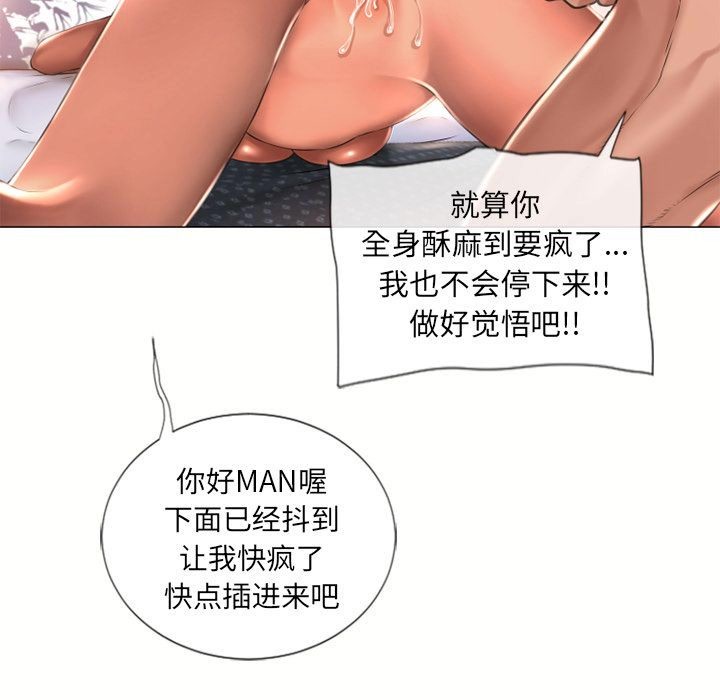 就算你
全身酥麻到要疯了...
我也不会停下来!!
做好觉悟吧!!
你好MAN喔
下面已经抖到
让我快疯了
快点插进来吧